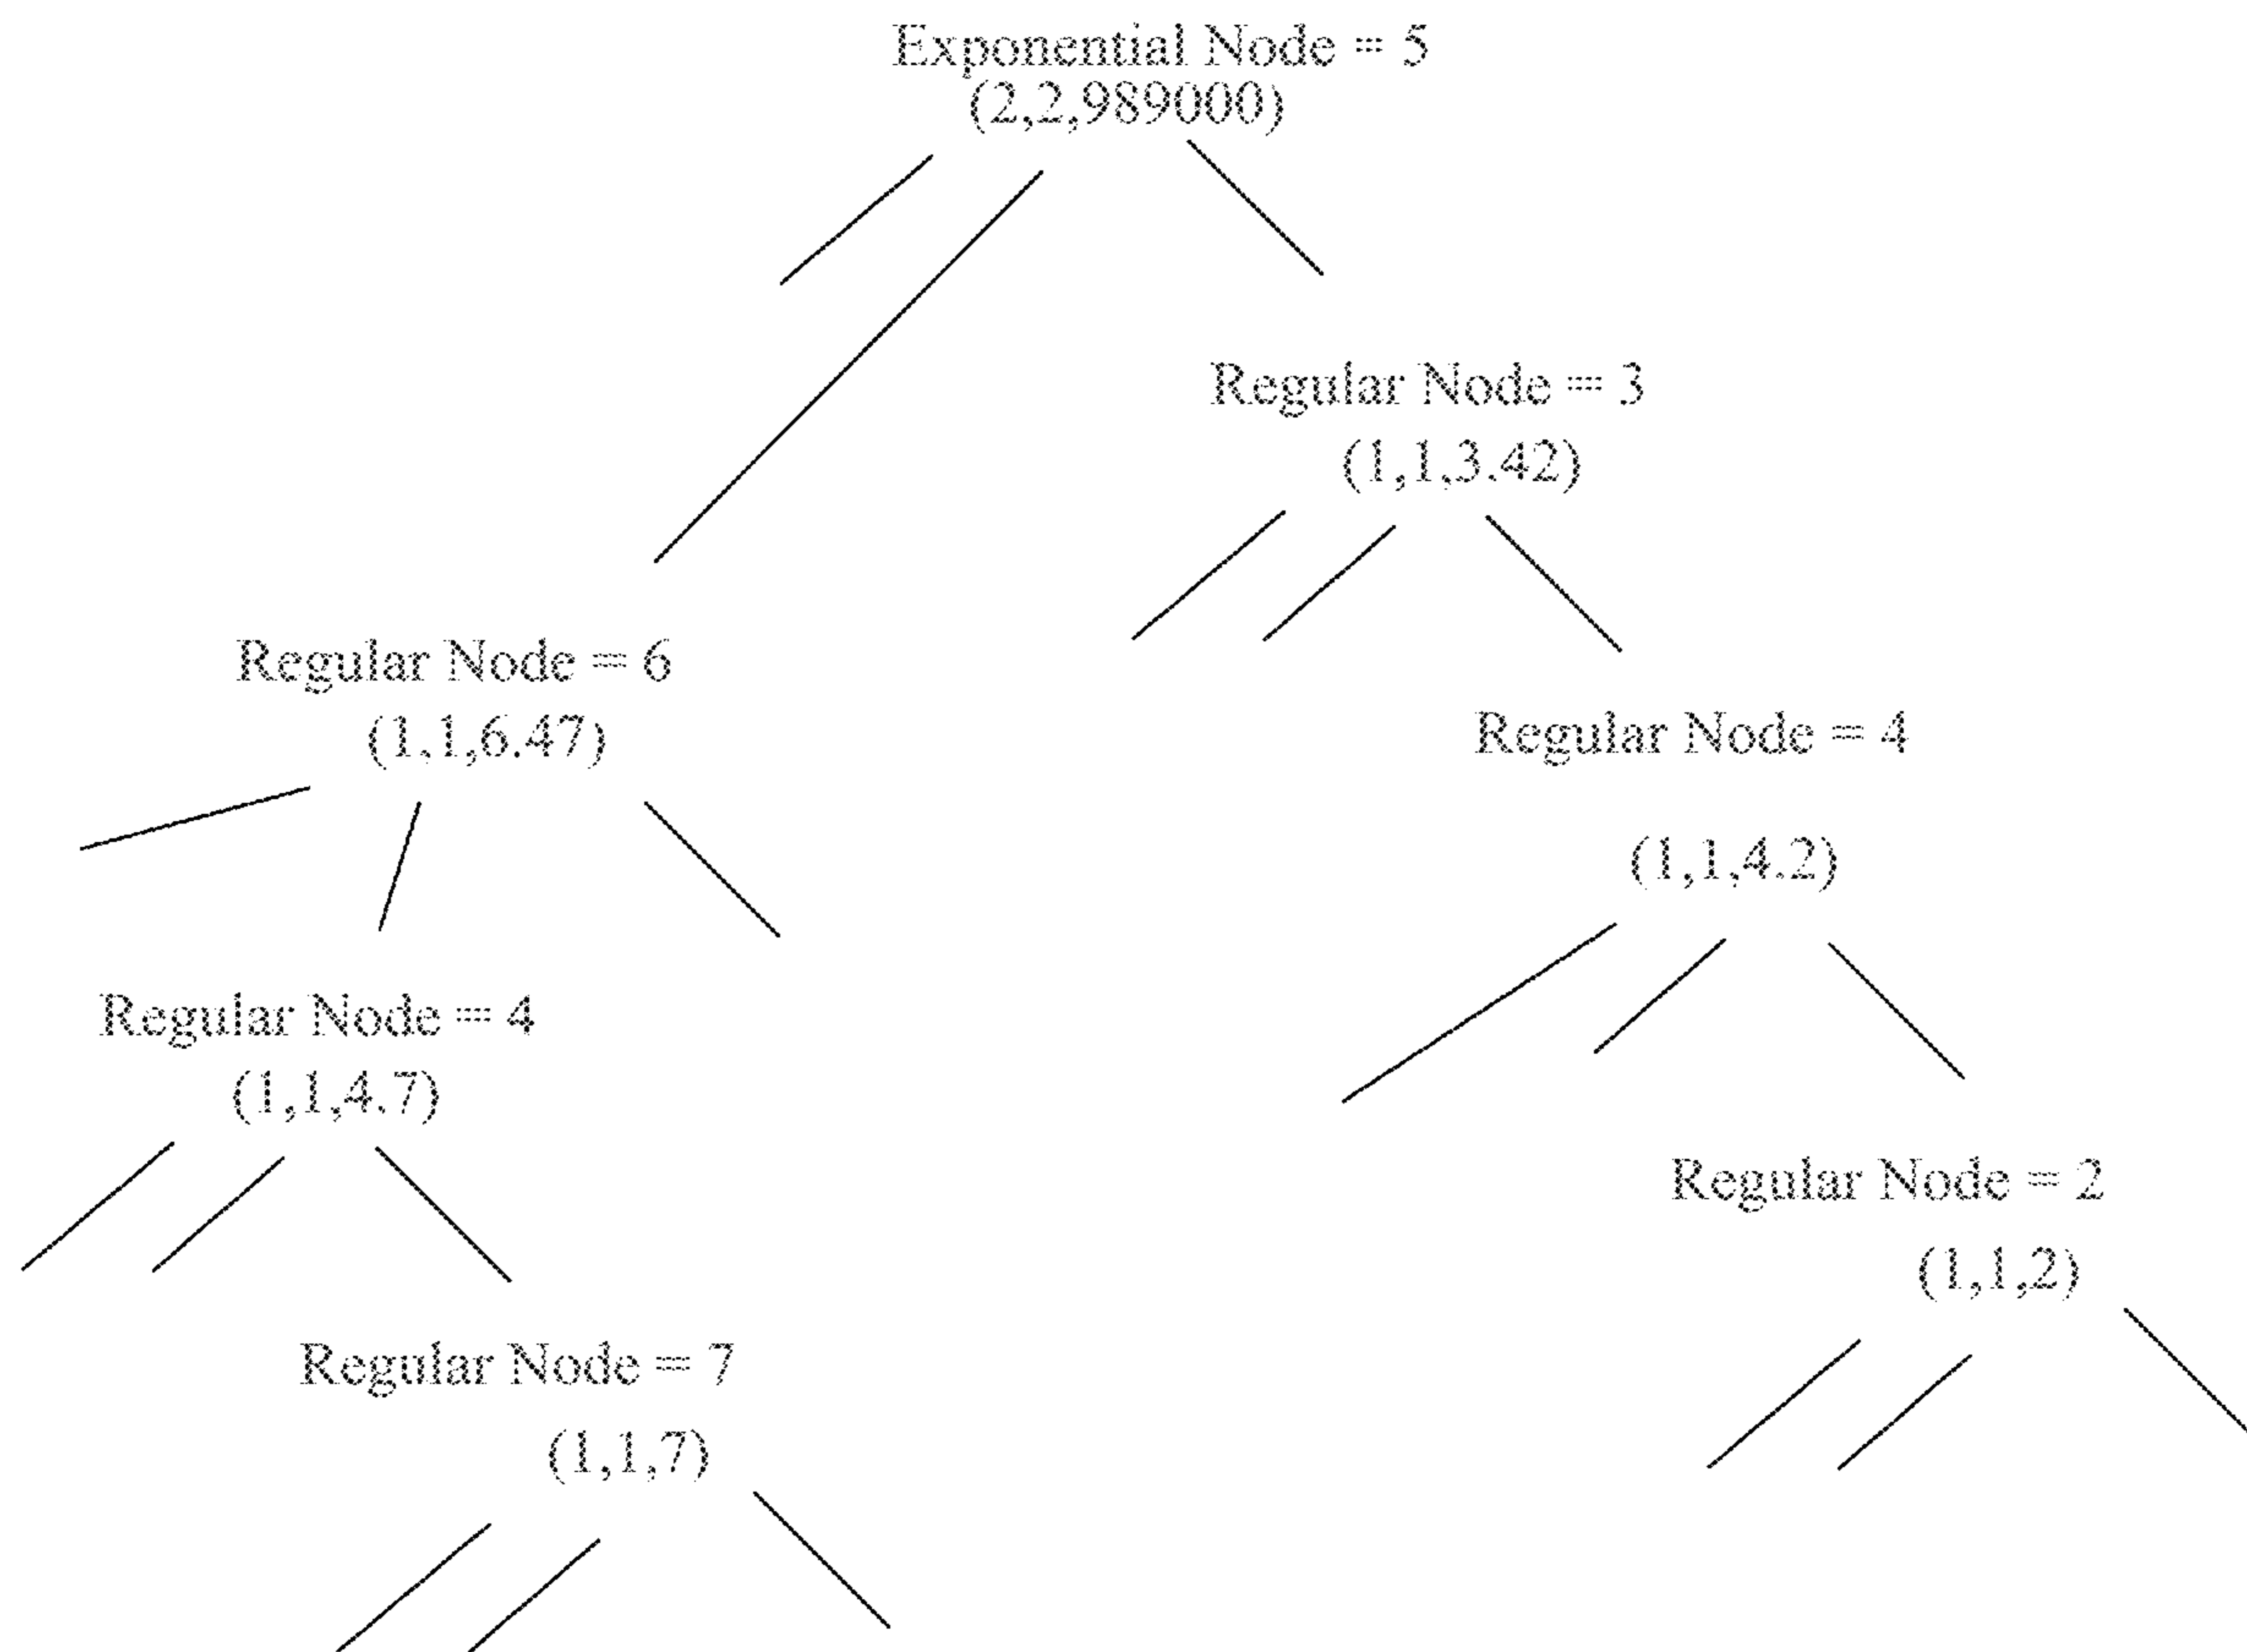 Exponential Node = 5
(2,2,989000)
Regular Node = 3
(1,1,3.42)
Regular Node = 6
(1,1,6.47)
Regular Node = 4
(1,1,4.2)
Regular Node = 4
(1,1,4.7)
Regular Node = 2
(1,1,2)
Regular Node = 7
(1,1,7)